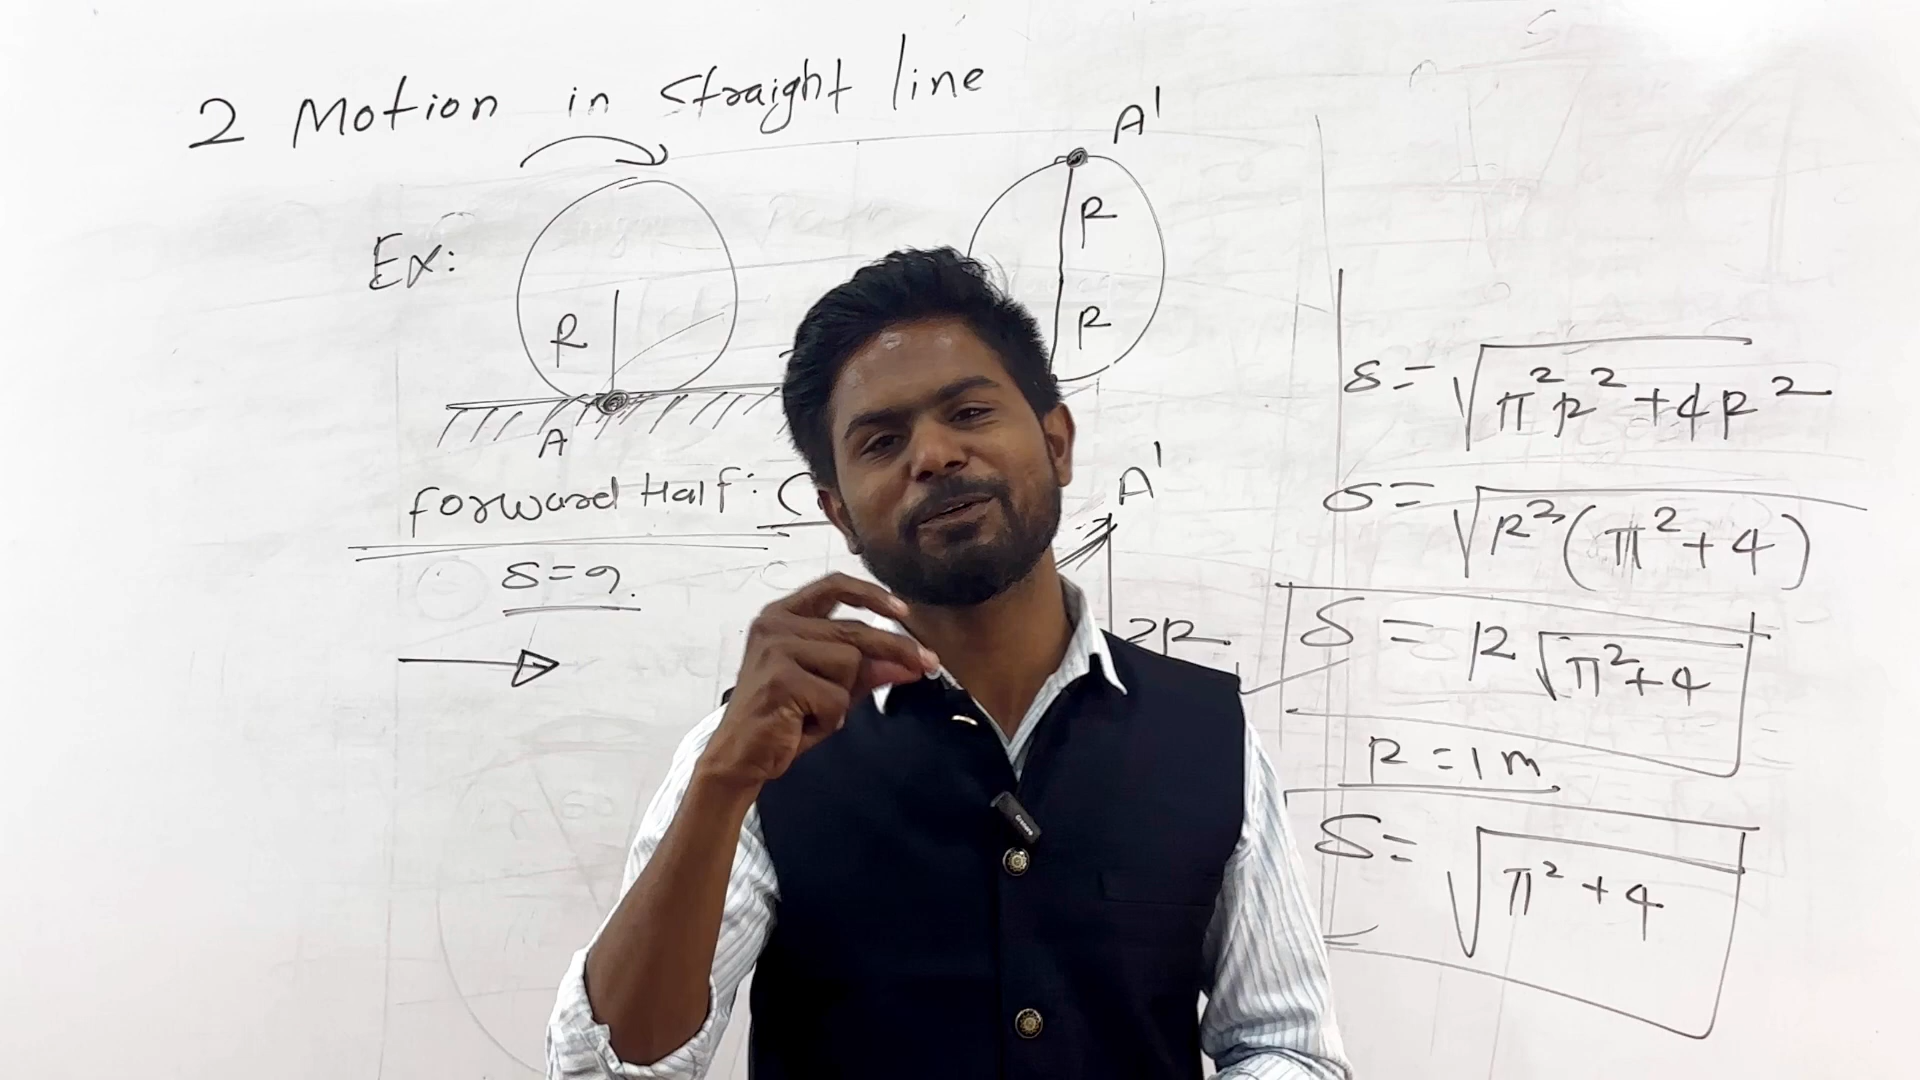 2 Motion in straight line
A'
Ex:
R
R
R
A
forward Half: C
A'
S=?
2R
S=√π²R²+4R²
S=√R²(π²+4)
S=R√π²+4
R=1m
S=√π²+4